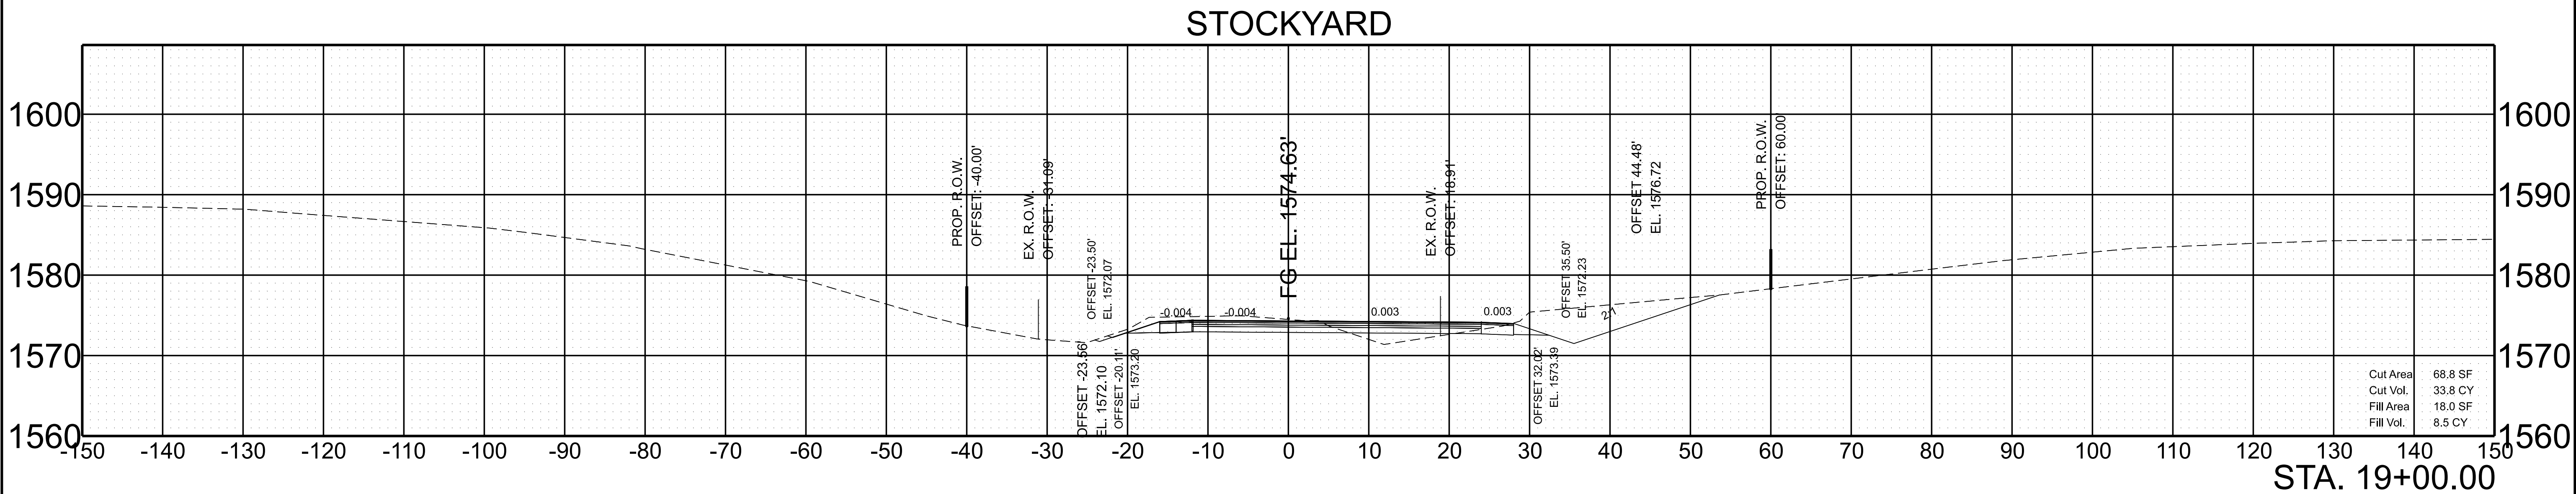 STOCKYARD
1600
1590
1580
1570
1560
1600
1590
1580
1570
1560
PROP. R.O.W.
OFFSET: -40.00'
EX. R.O.W.
OFFSET: -31.09'
OFFSET -23.50'
EL. 1572.07
OFFSET -23.56'
EL. 1572.10
OFFSET -20.11'
EL. 1573.20
-0.004
-0.004
FG EL. 1574.63'
0.003
EX. R.O.W.
OFFSET: 18.91'
0.003
OFFSET 32.02'
EL. 1573.39
OFFSET 35.50'
EL. 1572.23
2:1
OFFSET 44.48'
EL. 1576.72
PROP. R.O.W.
OFFSET: 60.00'
Cut Area 68.8 SF
Cut Vol. 33.8 CY
Fill Area 18.0 SF
Fill Vol. 8.5 CY
-150 -140 -130 -120 -110 -100 -90 -80 -70 -60 -50 -40 -30 -20 -10 0 10 20 30 40 50 60 70 80 90 100 110 120 130 140 150
STA. 19+00.00